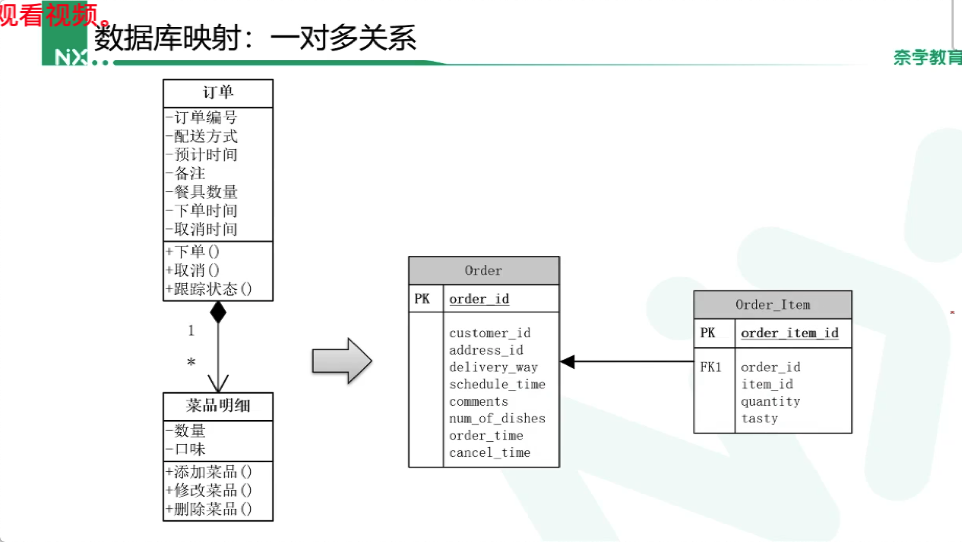 观看视频。
数据库映射：一对多关系
NX
奈学教育
订单
-订单编号
-配送方式
-预计时间
-备注
-餐具数量
-下单时间
-取消时间
+下单()
+取消()
+跟踪状态()
1
*
菜品明细
-数量
-口味
+添加菜品()
+修改菜品()
+删除菜品()
Order
PK order_id
customer_id
address_id
delivery_way
schedule_time
comments
num_of_dishes
order_time
cancel_time
Order_Item
PK order_item_id
FK1 order_id
item_id
quantity
tasty